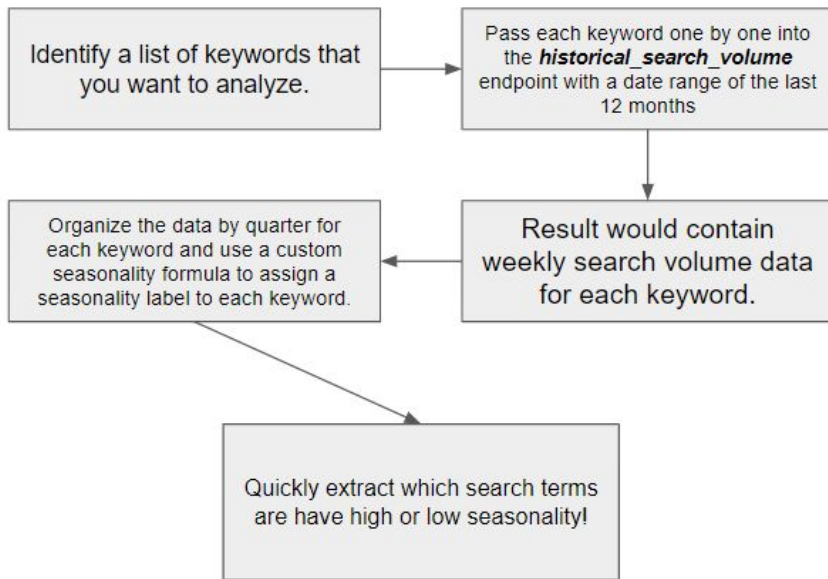 Identify a list of keywords that
you want to analyze.
Pass each keyword one by one into
the historical_search_volume
endpoint with a date range of the last
12 months
Result would contain
weekly search volume data
for each keyword.
Organize the data by quarter for
each keyword and use a custom
seasonality formula to assign a
seasonality label to each keyword.
Quickly extract which search terms
are have high or low seasonality!